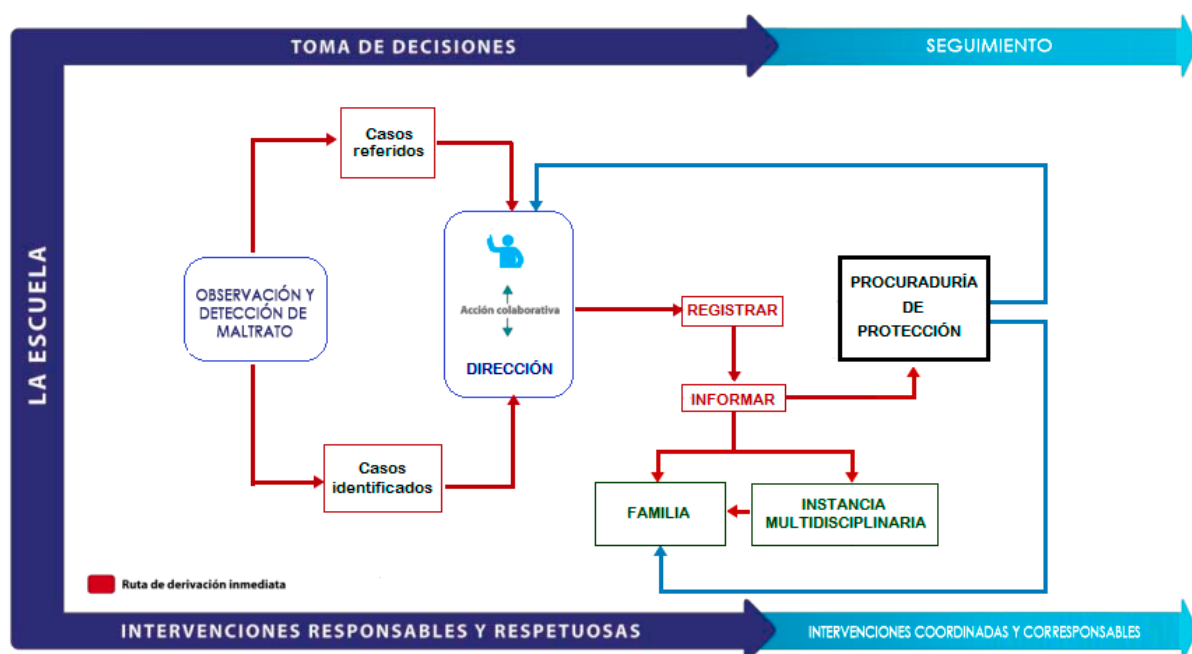 TOMA DE DECISIONES
SEGUIMIENTO
LA ESCUELA
Casos
referidos
OBSERVACIÓN Y
DETECCIÓN DE
MALTRATO
Acción colaborativa
DIRECCIÓN
Casos
identificados
REGISTRAR
INFORMAR
PROCURADURÍA
DE
PROTECCIÓN
FAMILIA
INSTANCIA
MULTIDISCIPLINARIA
Ruta de derivación inmediata
INTERVENCIONES RESPONSABLES Y RESPETUOSAS
INTERVENCIONES COORDINADAS Y CORRESPONSABLES